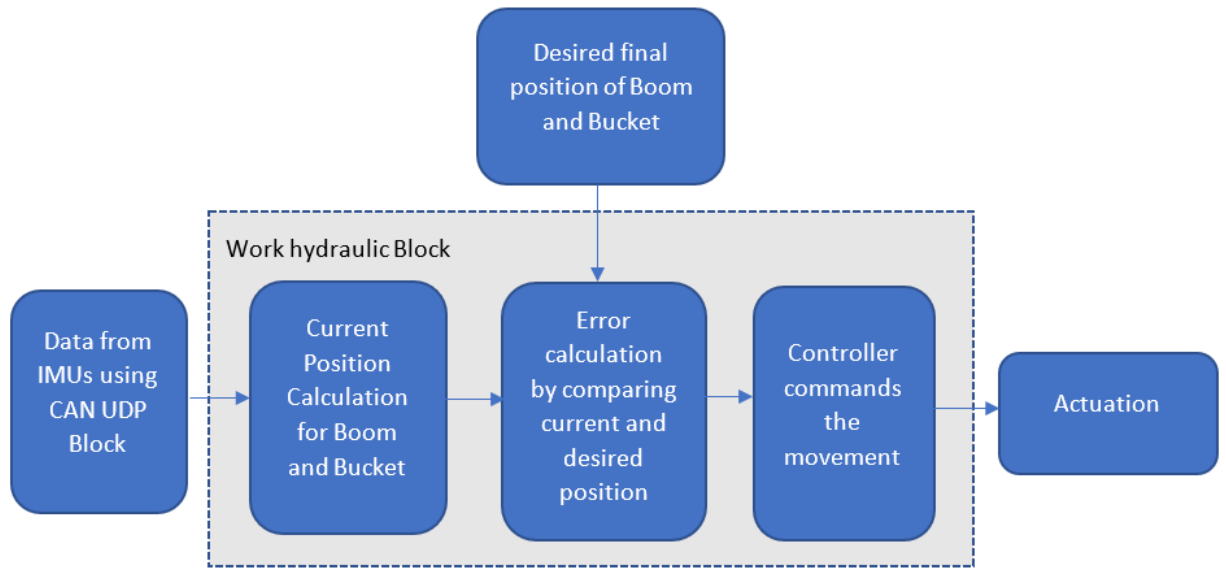 Desired final
position of Boom
and Bucket
Work hydraulic Block
Data from
IMUs using
CAN UDP
Block
Current
Position
Calculation
for Boom
and Bucket
Error
calculation
by comparing
current and
desired
position
Controller
commands
the
movement
Actuation